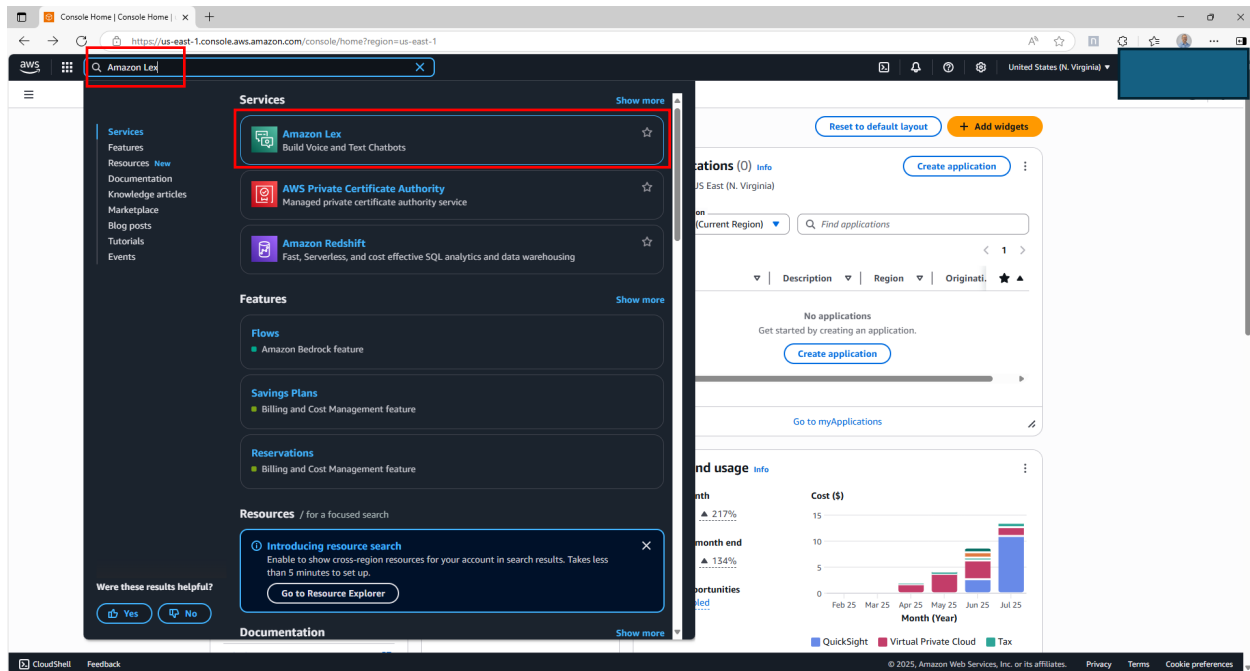 Console Home | Console Home |
https://us-east-1.console.aws.amazon.com/console/home?region=us-east-1
aws
Amazon Lex
United States (N. Virginia)
Services
Features
Resources New
Documentation
Knowledge articles
Marketplace
Blog posts
Tutorials
Events
Were these results helpful?
Yes
No
Services
Show more
Amazon Lex
Build Voice and Text Chatbots
AWS Private Certificate Authority
Managed private certificate authority service
Amazon Redshift
Fast, Serverless, and cost effective SQL analytics and data warehousing
Features
Show more
Flows
Amazon Bedrock feature
Savings Plans
Billing and Cost Management feature
Reservations
Billing and Cost Management feature
Resources / for a focused search
Introducing resource search
Enable to show cross-region resources for your account in search results. Takes less
than 5 minutes to set up.
Go to Resource Explorer
Documentation
Show more
Reset to default layout
+ Add widgets
cations (0) Info
Create application
US East (N. Virginia)
on
(Current Region)
Find applications
1
Description
Region
Originati.
No applications
Get started by creating an application.
Create application
Go to myApplications
nd usage Info
nth
217%
month end
134%
portunities
led
Cost ($)
15
10
5
0
Feb 25 Mar 25 Apr 25 May 25 Jun 25 Jul 25
Month (Year)
QuickSight Virtual Private Cloud Tax
CloudShell Feedback
© 2025, Amazon Web Services, Inc. or its affiliates. Privacy Terms Cookie preferences